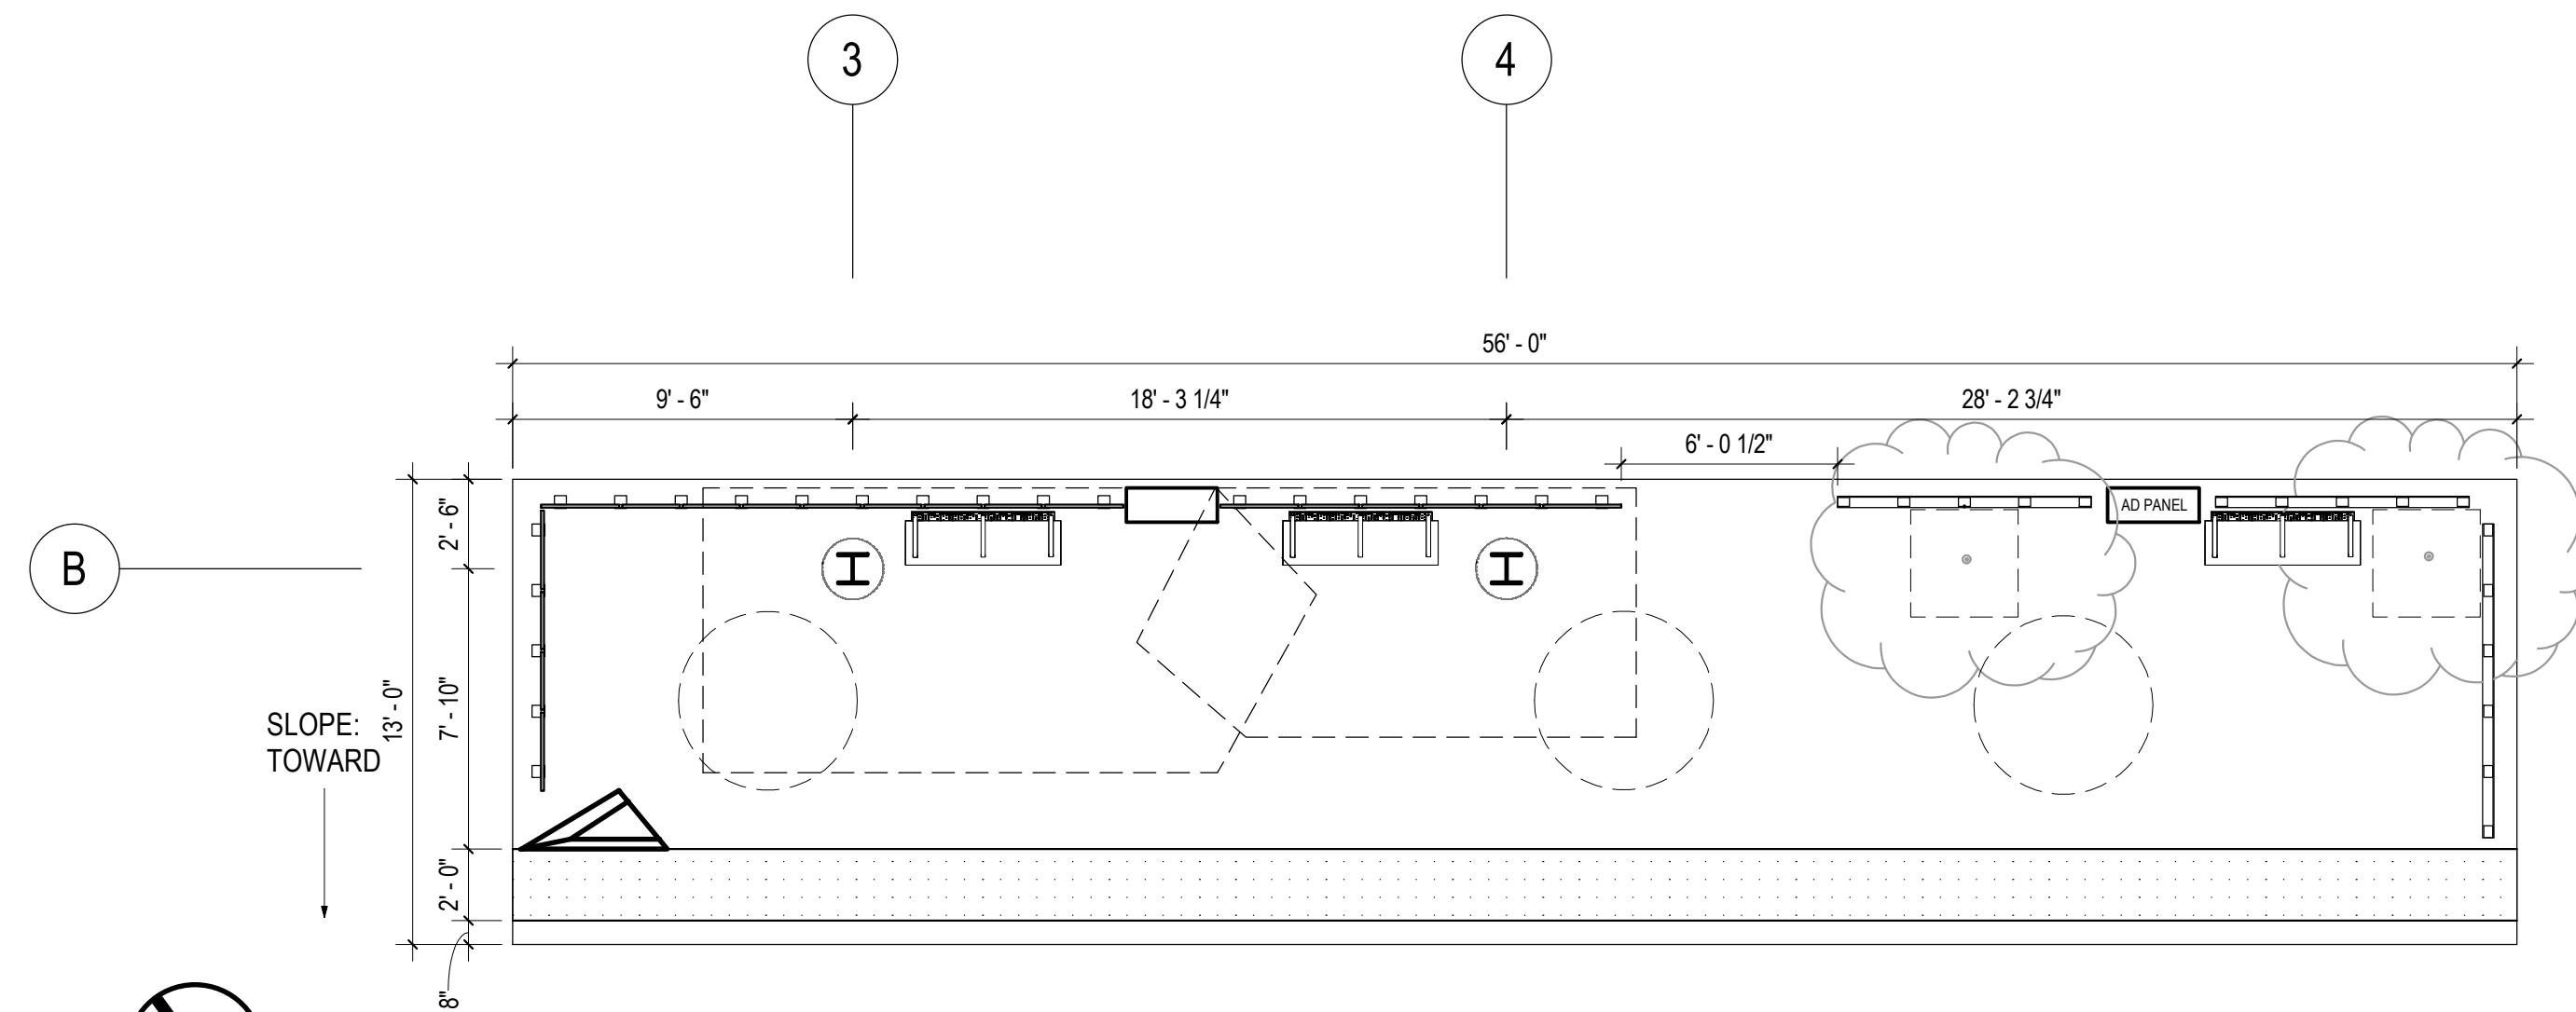 3
4
56' - 0"
9' - 6"
18' - 3 1/4"
28' - 2 3/4"
6' - 0 1/2"
2' - 6"
AD PANEL
B
7' - 10"
13' - 0"
SLOPE:
TOWARD
2' - 0"
8"